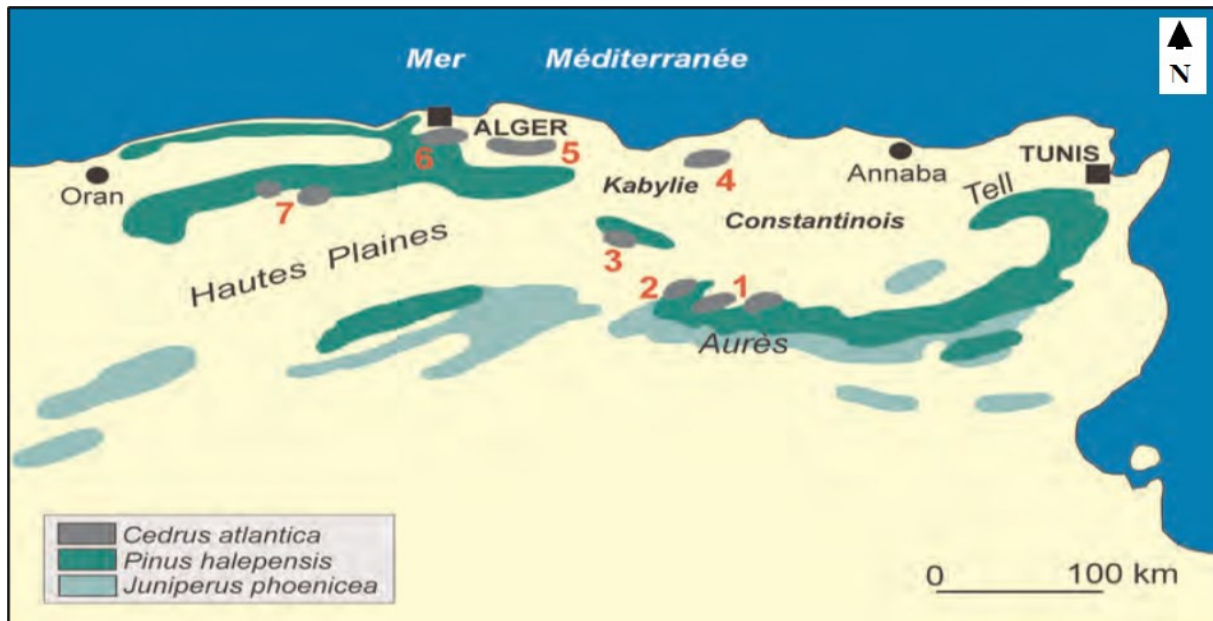 Mer Méditerranée
N
ALGER
6
5
4
Oran
Kabylie
Annaba
TUNIS
Tell
7
Constantinois
Hautes Plaines
3
2
1
Aurès
Cedrus atlantica
Pinus halepensis
Juniperus phoenicea
0 100 km